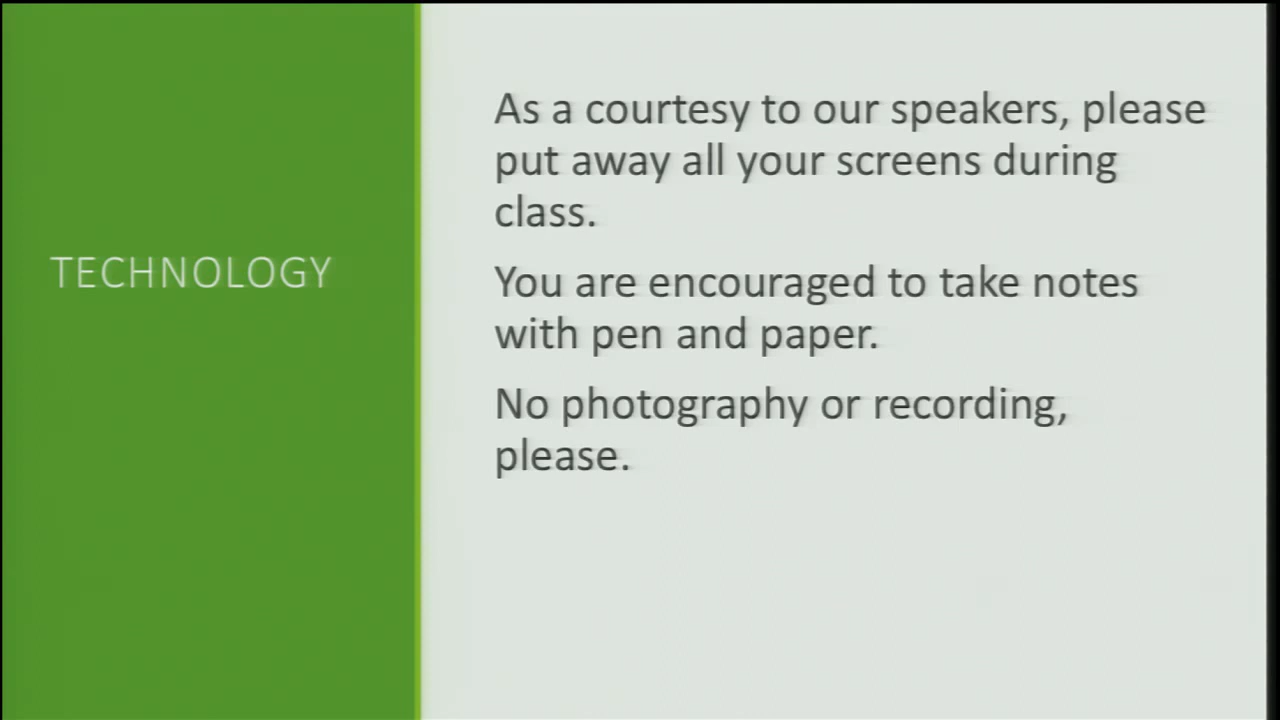 TECHNOLOGY
As a courtesy to our speakers, please
put away all your screens during
class.
You are encouraged to take notes
with pen and paper.
No photography or recording,
please.